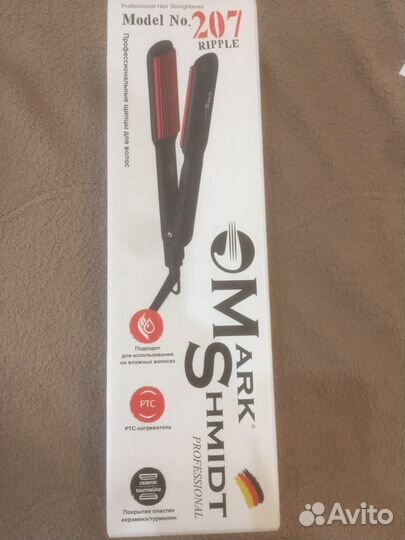 Professional Hair Straightener
Model No. 207
RIPPLE
Профессиональные щипцы для волос
MARK
SHMIDT
®
PROFESSIONAL
Подходят
для использования
на влажных волосах
PTC
PTC-нагреватель
ceramic
tourmaline
Покрытие пластин
керамика/турмалин
Avito